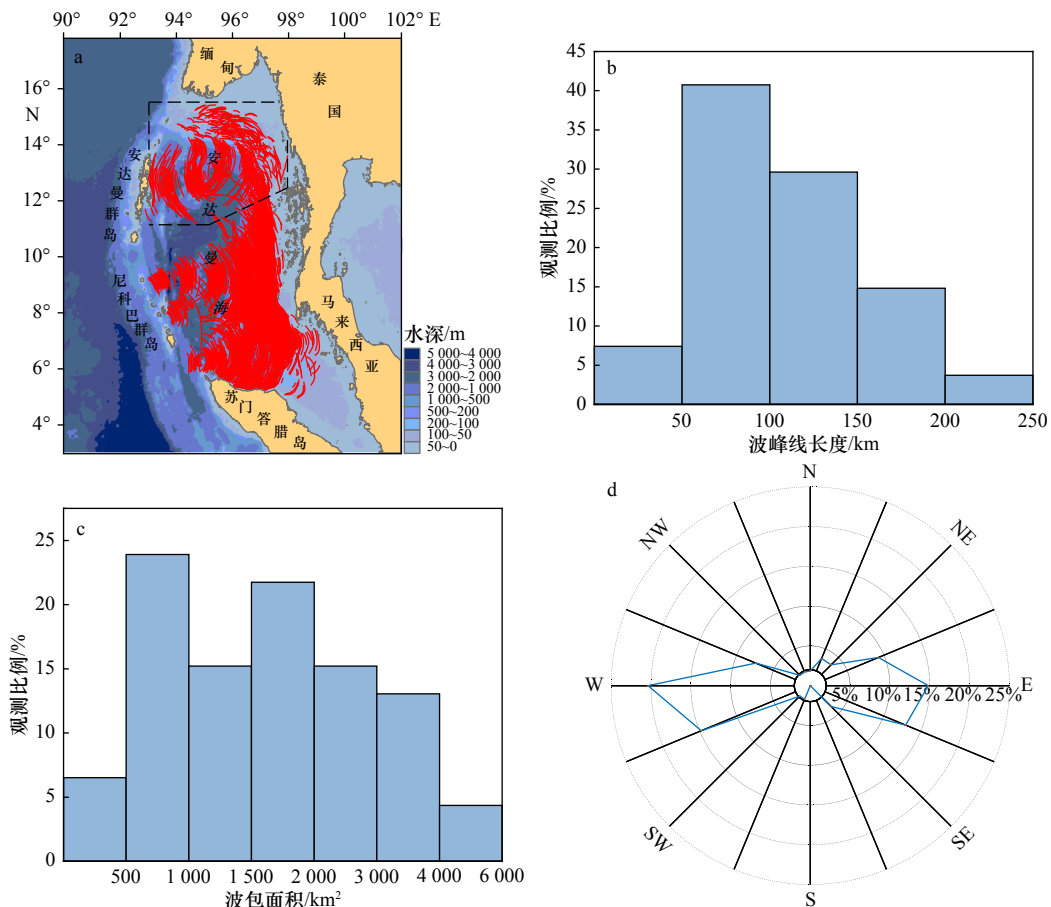 90° 92° 94° 96° 98° 100° 102° E
a
16°
N
14°
12°
10°
8°
6°
4°
缅甸
泰国
安达曼群岛
安达曼海
尼科巴群岛
马来西亚
苏门答腊岛
水深/m
5 000~4 000
4 000~3 000
3 000~2 000
2 000~1 000
1 000~500
500~200
200~100
100~50
50~0
b
观测比例/%
45
40
35
30
25
20
15
10
5
0
50 100 150 200 250
波峰线长度/km
c
观测比例/%
25
20
15
10
5
0
500 1 000 1 500 2 000 3 000 4 000 6 000
波包面积/km²
d
N
NW NE
W E
5% 10% 15% 20% 25%
SW SE
S